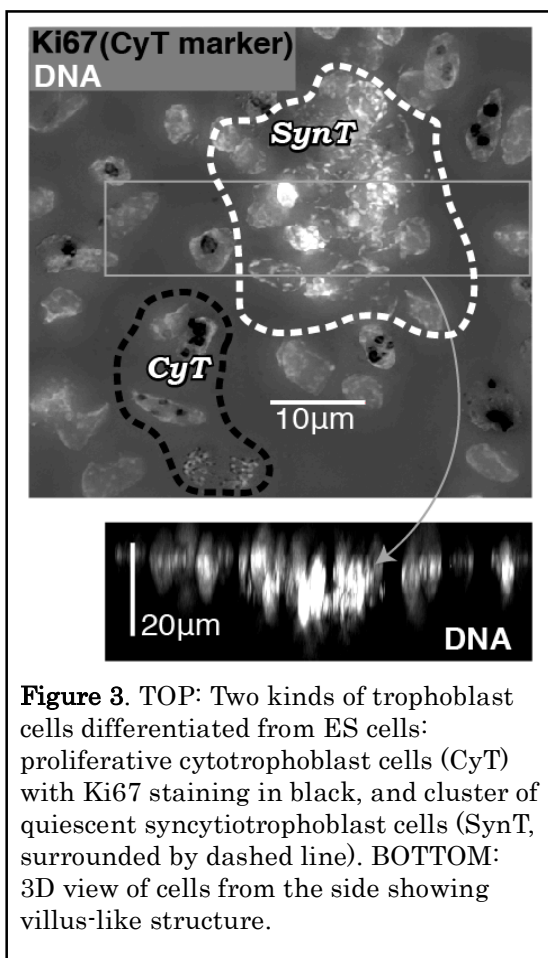 Ki67(CyT marker)
DNA
SynT
CyT
10µm
20µm
DNA
Figure 3. TOP: Two kinds of trophoblast
cells differentiated from ES cells:
proliferative cytotrophoblast cells (CyT)
with Ki67 staining in black, and cluster of
quiescent syncytiotrophoblast cells (SynT,
surrounded by dashed line). BOTTOM:
3D view of cells from the side showing
villus-like structure.